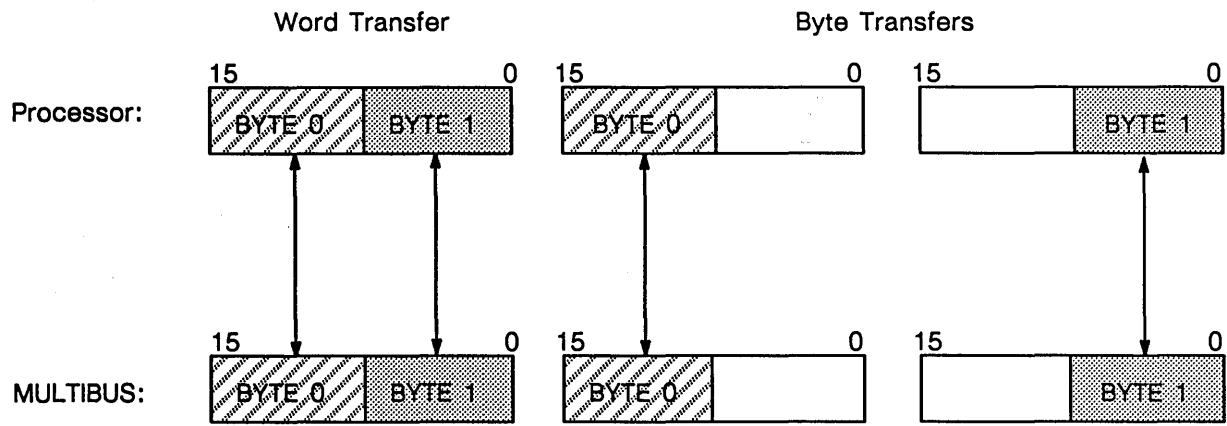 Word Transfer Byte Transfers
15 0 15 0 15 0
Processor: BYTE 0 BYTE 1 BYTE 0 BYTE 1
15 0 15 0 15 0
MULTIBUS: BYTE 0 BYTE 1 BYTE 0 BYTE 1